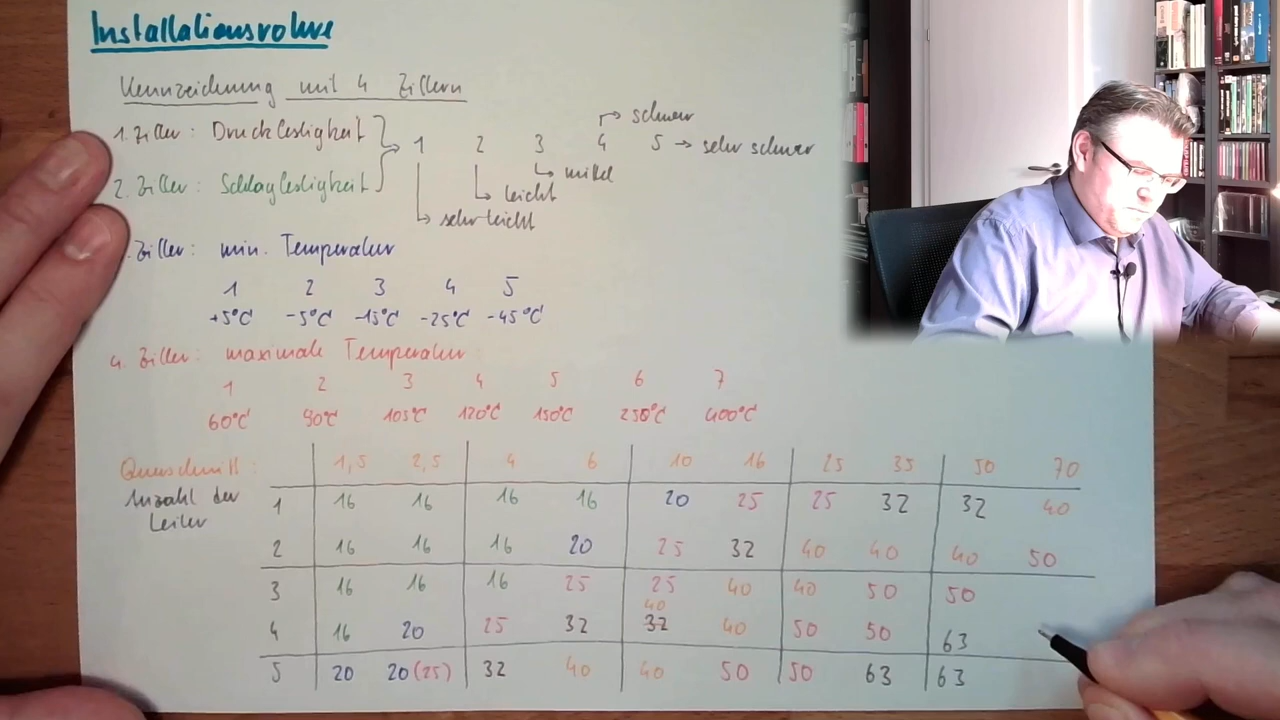 Installationsrohre
Kennzeichnung mit 4 Ziffern
1. Ziffer: Druckfestigkeit
2. Ziffer: Schlagfestigkeit
1 2 3 4 5 → sehr schwer
schwer
mittel
leicht
sehr leicht
. Ziffer: min. Temperatur
1 2 3 4 5
+5°C -5°C -15°C -25°C -45°C
4. Ziffer: maximale Temperatur
1 2 3 4 5 6 7
60°C 90°C 105°C 120°C 150°C 250°C 400°C
Querschnitt: 1,5 2,5 4 6 10 16 25 35 50 70
Anzahl der
Leiter
1 16 16 16 16 20 25 25 32 32 40
2 16 16 16 20 25 32 40 40 40 50
3 16 16 16 25 25 40 40 50 50
40
4 16 20 25 32 32 40 50 50 63
5 20 20 (25) 32 40 40 50 50 63 63